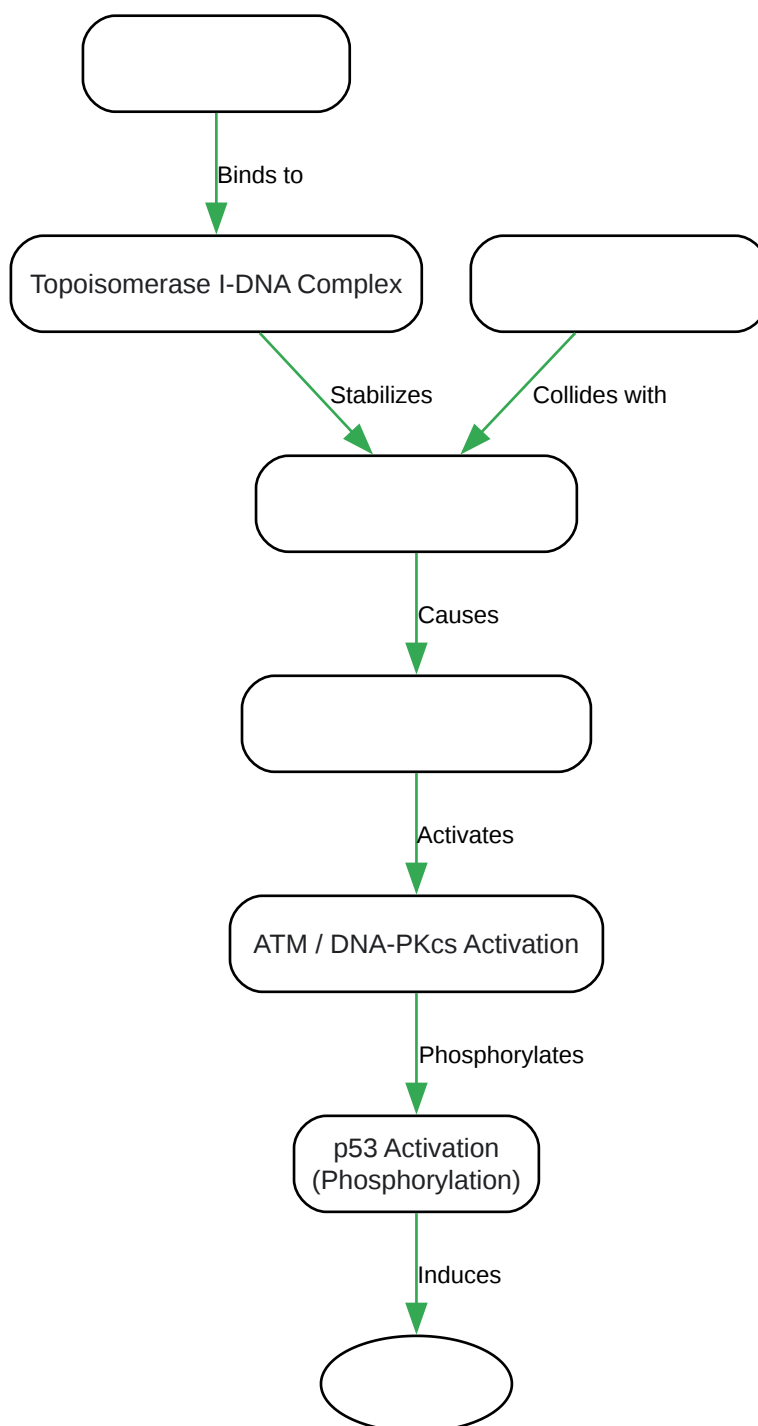 Binds to
Topoisomerase I-DNA Complex
Stabilizes
Collides with
Causes
Activates
ATM / DNA-PKcs Activation
Phosphorylates
p53 Activation
(Phosphorylation)
Induces